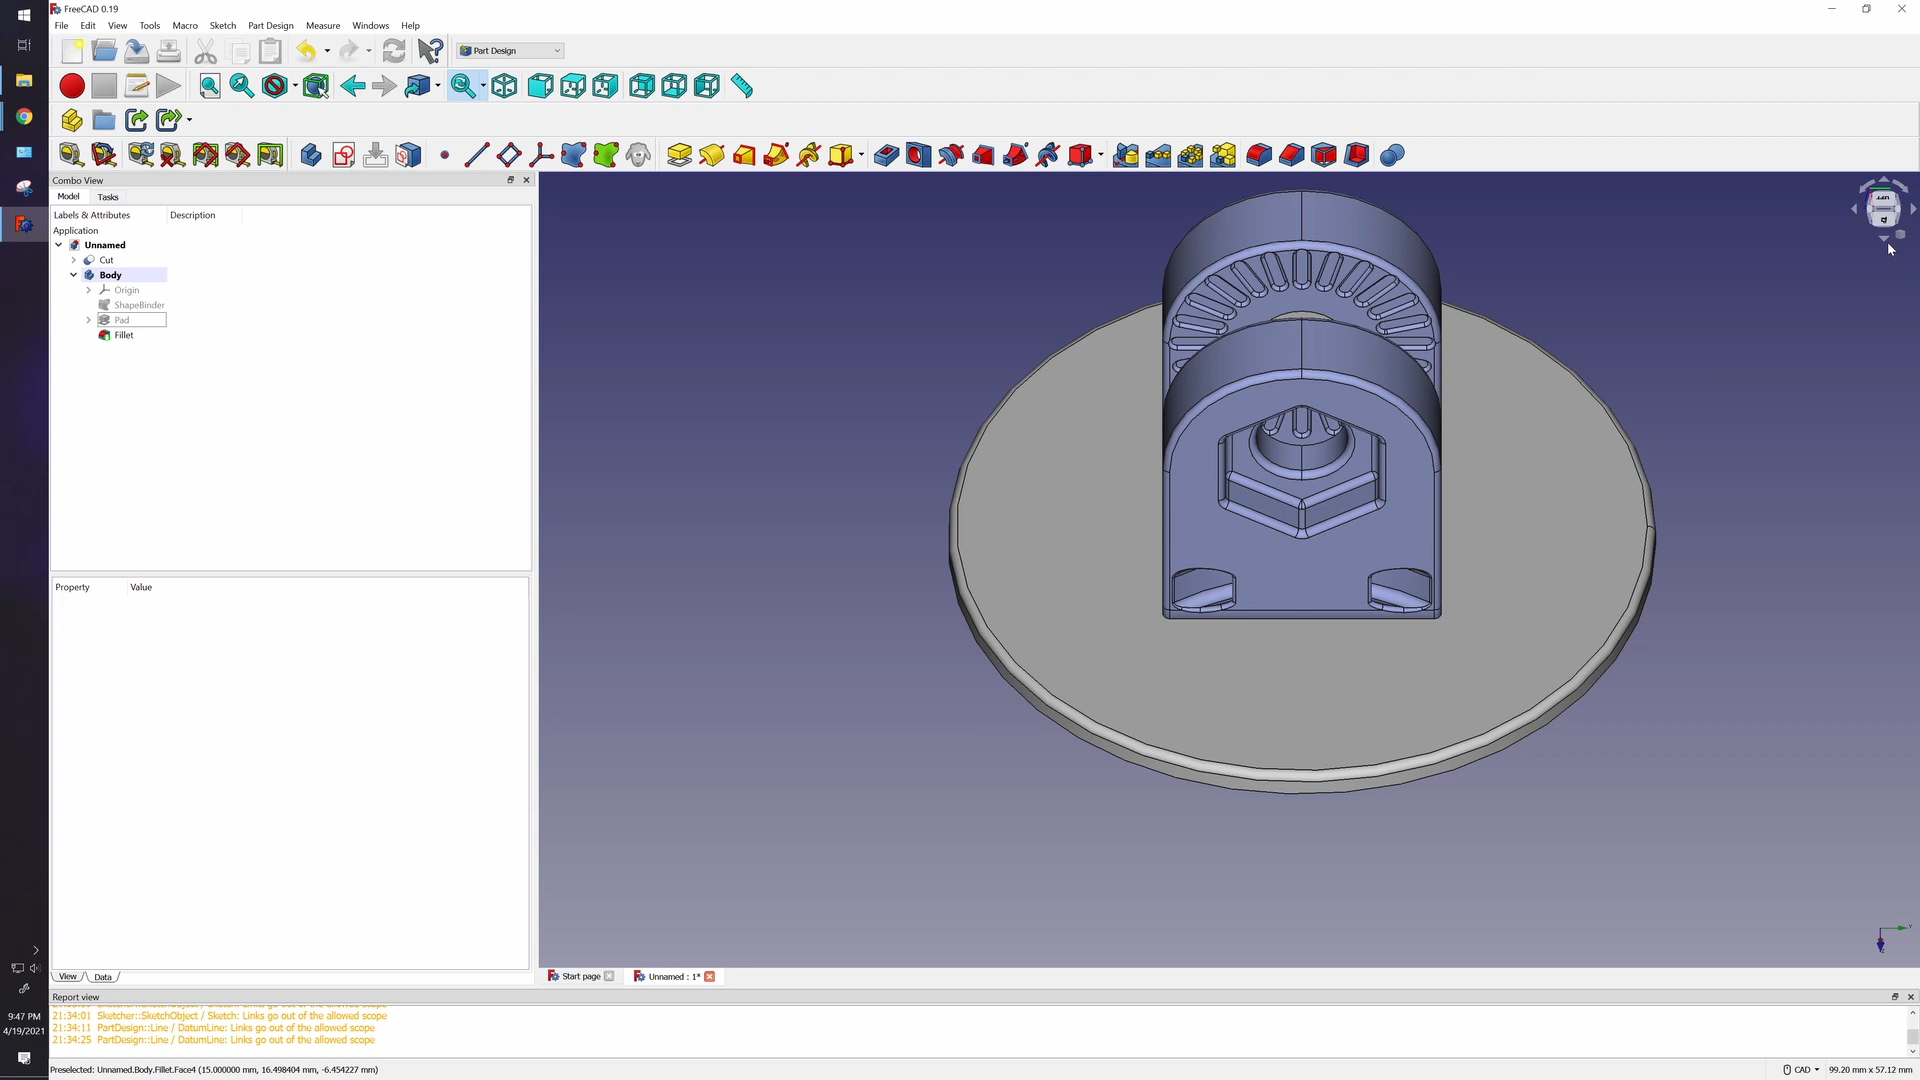 FreeCAD 0.19
File Edit View Tools Macro Sketch Part Design Measure Windows Help
Part Design
Combo View
Model Tasks
Labels & Attributes Description
Application
Unnamed
Cut
Body
Origin
ShapeBinder
Pad
Fillet
Property Value
View Data
Start page Unnamed : 1*
Report view
21:34:01 Sketcher::SketchObject / Sketch: Links go out of the allowed scope
21:34:11 PartDesign::Line / DatumLine: Links go out of the allowed scope
21:34:25 PartDesign::Line / DatumLine: Links go out of the allowed scope
9:47 PM
4/19/2021
Preselected: Unnamed.Body.Fillet.Face4 (15.000000 mm, 16.498404 mm, -6.454227 mm)
CAD 99.20 mm x 57.12 mm